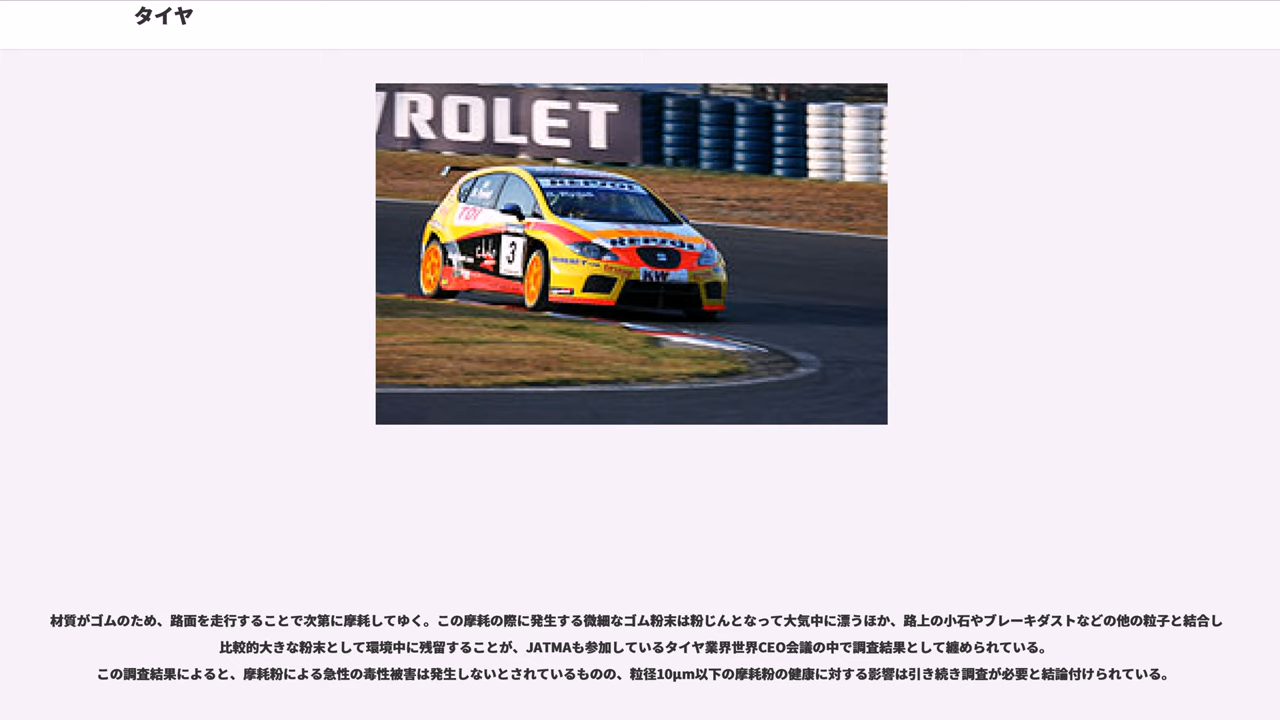 タイヤ
VROLET
REPSOL
TDI
3
REPSOL
KW
材質がゴムのため、路面を走行することで次第に摩耗してゆく。この摩耗の際に発生する微細なゴム粉末は粉じんとなって大気中に漂うほか、路上の小石やブレーキダストなどの他の粒子と結合し
比較的大きな粉末として環境中に残留することが、JATMAも参加しているタイヤ業界世界CEO会議の中で調査結果として纏められている。
この調査結果によると、摩耗粉による急性の毒性被害は発生しないとされているものの、粒径10μm以下の摩耗粉の健康に対する影響は引き続き調査が必要と結論付けられている。